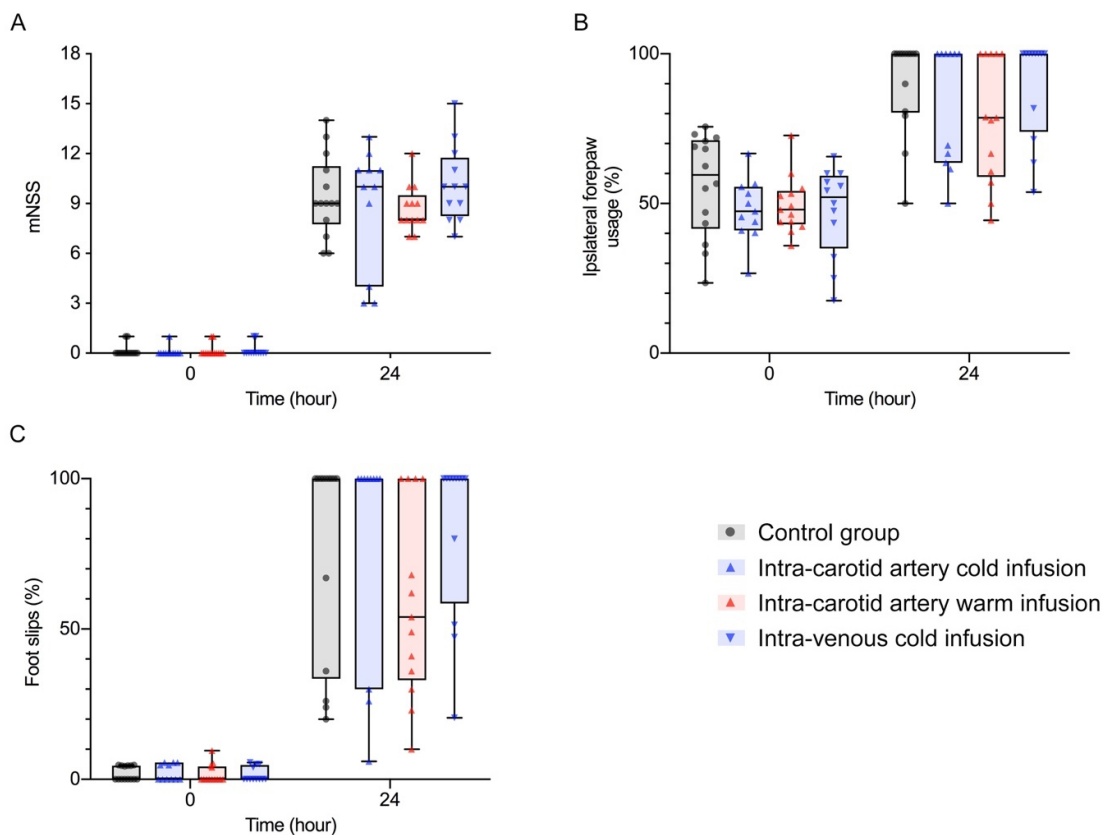 A
18
15
12
9
6
3
0
mNSS
0
24
Time (hour)
B
100
50
0
Ipslateral forepaw
usage (%)
0
24
Time (hour)
C
100
50
0
Foot slips (%)
0
24
Time (hour)
Control group
Intra-carotid artery cold infusion
Intra-carotid artery warm infusion
Intra-venous cold infusion